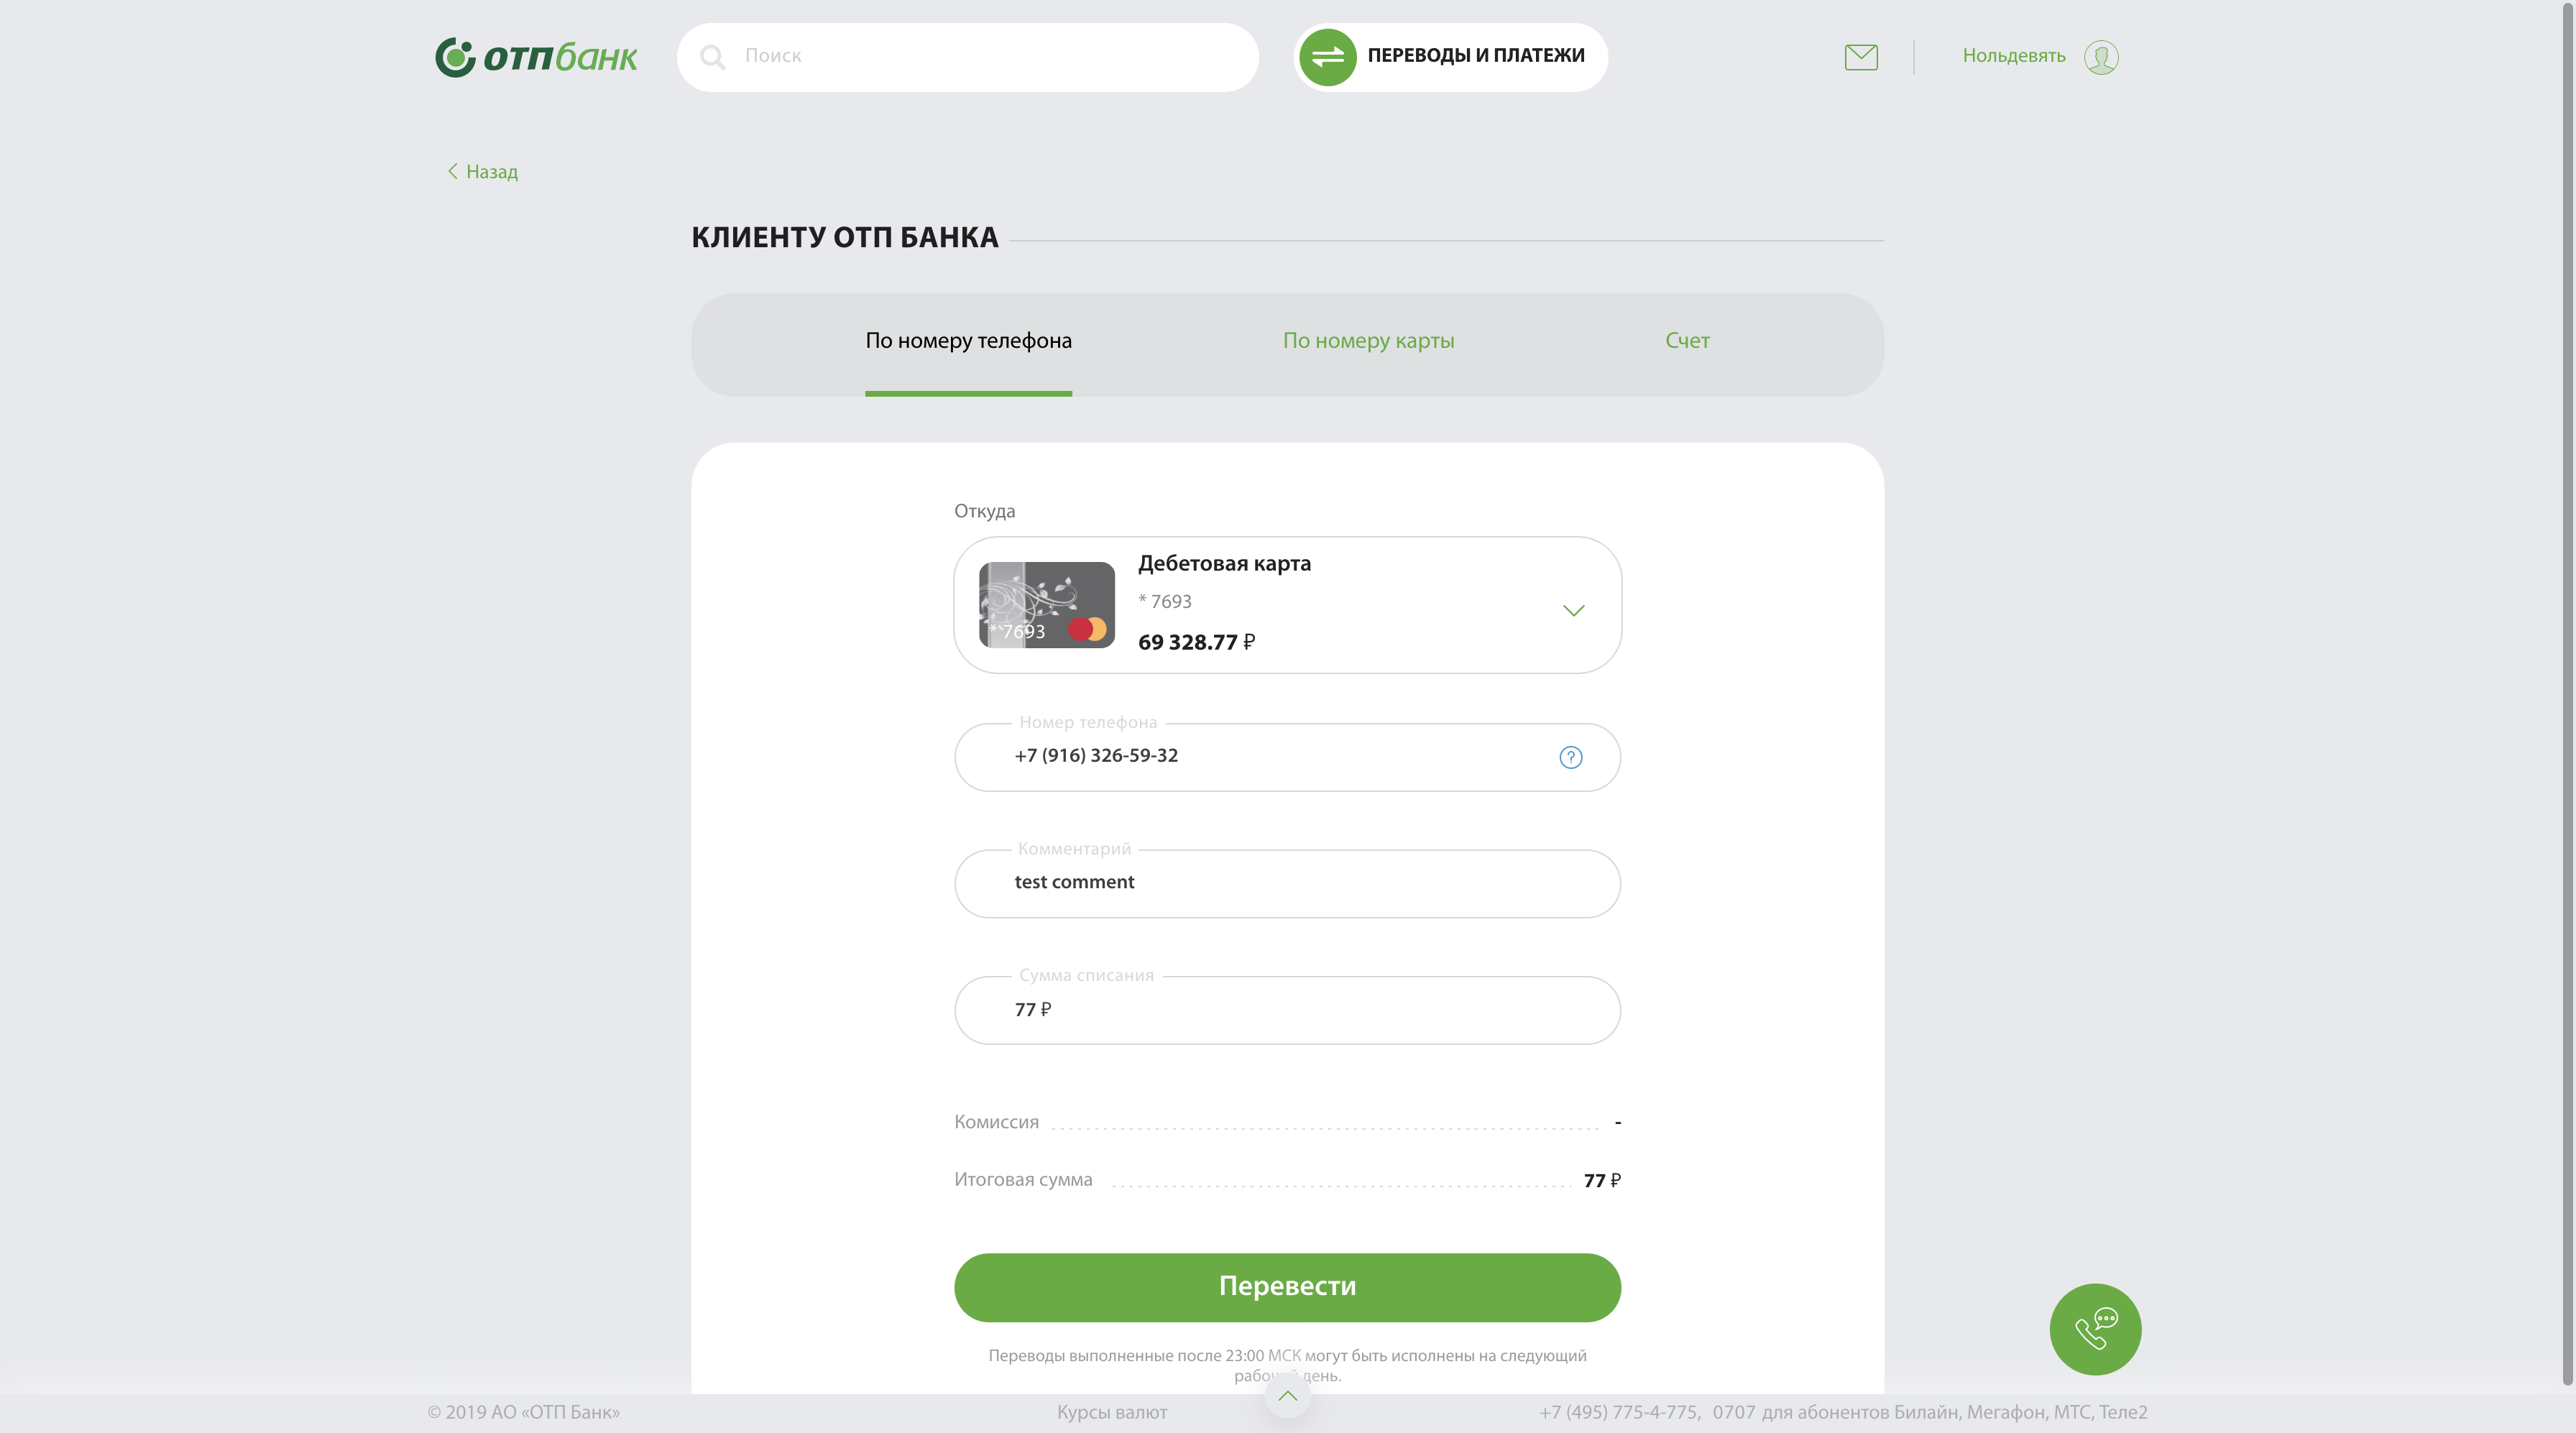 отпбанк
Поиск
ПЕРЕВОДЫ И ПЛАТЕЖИ
Нольдевять
Назад
КЛИЕНТУ ОТП БАНКА
По номеру телефона
По номеру карты
Счет
Откуда
Дебетовая карта
* 7693
* 7693
69 328.77 ₽
Номер телефона
+7 (916) 326-59-32
?
Комментарий
test comment
Сумма списания
77 ₽
Комиссия -
Итоговая сумма 77 ₽
Перевести
Переводы выполненные после 23:00 МСК могут быть исполнены на следующий
рабочий день.
© 2019 АО «ОТП Банк»
Курсы валют
+7 (495) 775-4-775, 0707 для абонентов Билайн, Мегафон, МТС, Теле2